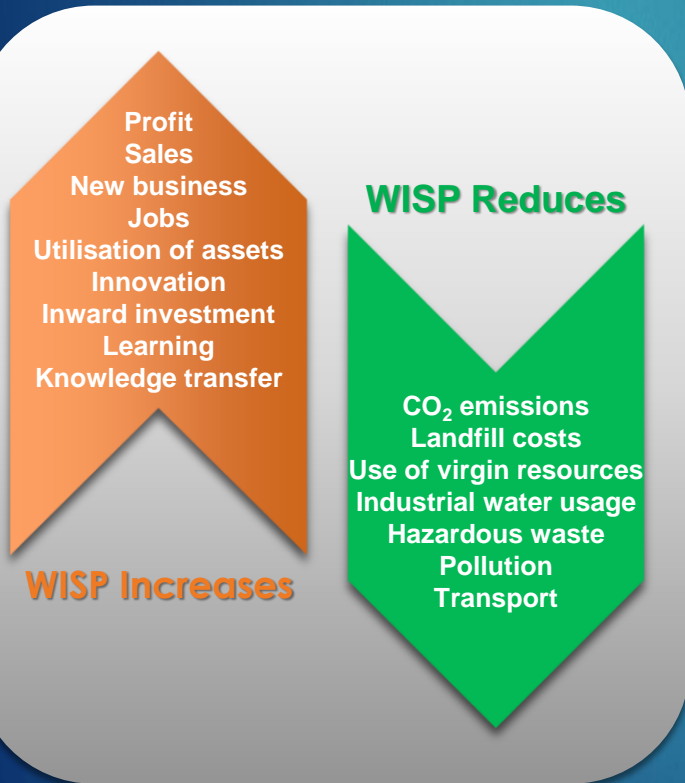 Profit
Sales
New business
Jobs
Utilisation of assets
Innovation
Inward investment
Learning
Knowledge transfer
WISP Increases
WISP Reduces
CO₂ emissions
Landfill costs
Use of virgin resources
Industrial water usage
Hazardous waste
Pollution
Transport